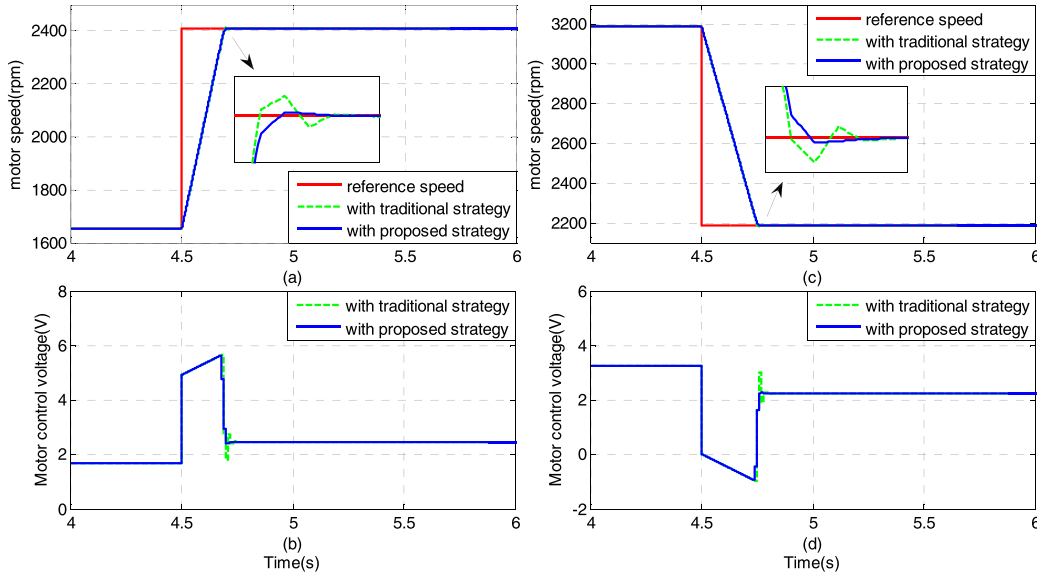 2400
2200
2000
1800
1600
motor speed(rpm)
reference speed
with traditional strategy
with proposed strategy
4
4.5
5
5.5
6
(a)
3200
3000
2800
2600
2400
2200
motor speed(rpm)
reference speed
with traditional strategy
with proposed strategy
4
4.5
5
5.5
6
(c)
8
6
4
2
0
Motor control voltage(V)
with traditional strategy
with proposed strategy
4
4.5
5
5.5
6
(b)
Time(s)
6
4
2
0
-2
Motor control voltage(V)
with traditional strategy
with proposed strategy
4
4.5
5
5.5
6
(d)
Time(s)